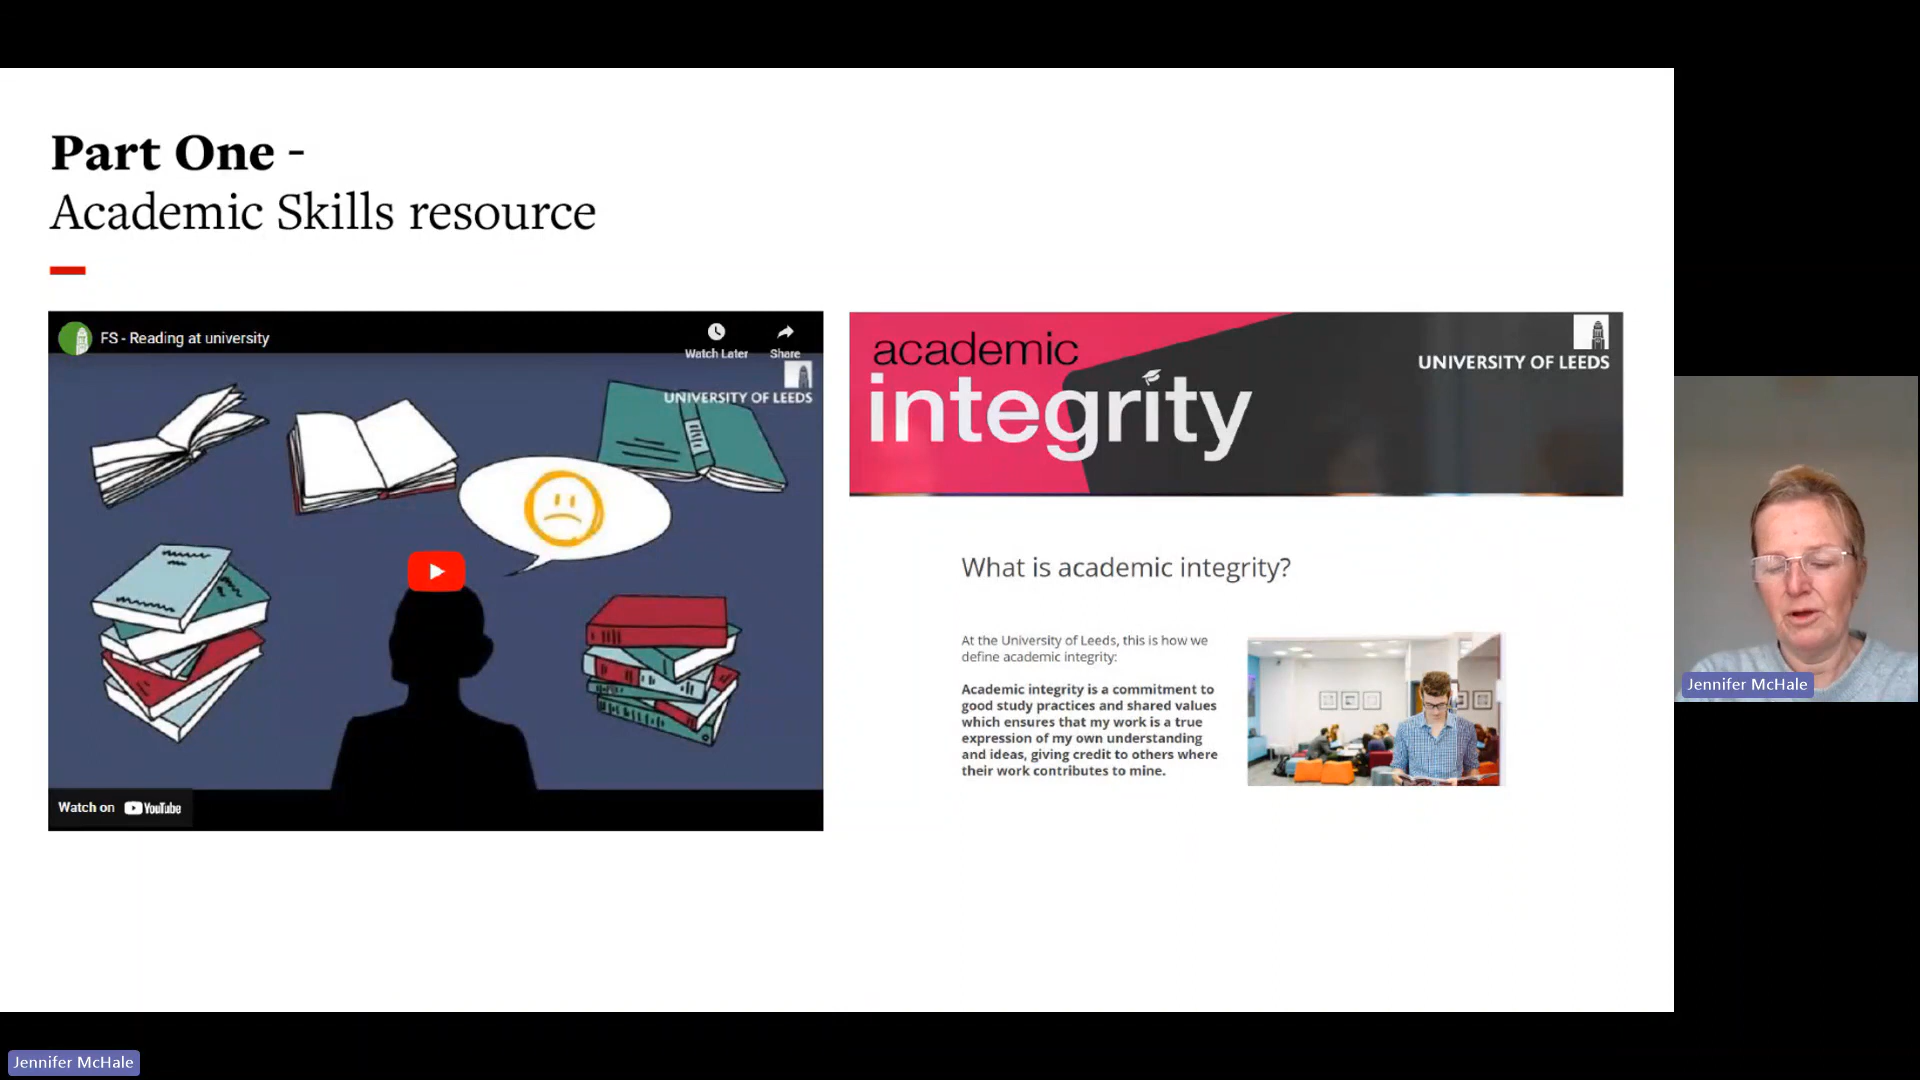 Part One -
Academic Skills resource
FS - Reading at university
Watch Later
Share
UNIVERSITY OF LEEDS
Watch on YouTube
academic
integrity
UNIVERSITY OF LEEDS
What is academic integrity?
At the University of Leeds, this is how we
define academic integrity:
Academic integrity is a commitment to
good study practices and shared values
which ensures that my work is a true
expression of my own understanding
and ideas, giving credit to others where
their work contributes to mine.
Jennifer McHale
Jennifer McHale